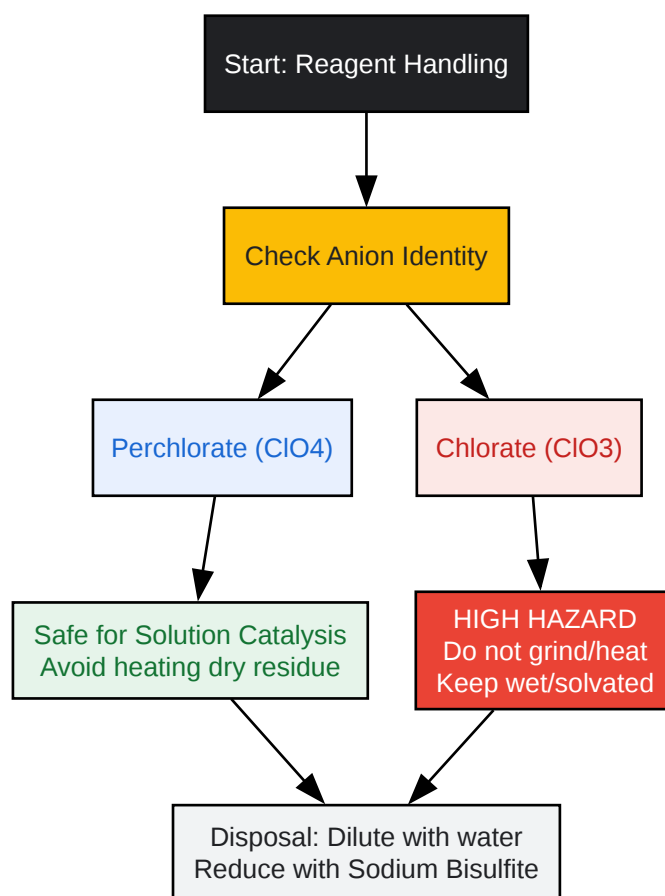 Start: Reagent Handling
Check Anion Identity
Perchlorate (ClO4)
Chlorate (ClO3)
Safe for Solution Catalysis
Avoid heating dry residue
HIGH HAZARD
Do not grind/heat
Keep wet/solvated
Disposal: Dilute with water
Reduce with Sodium Bisulfite